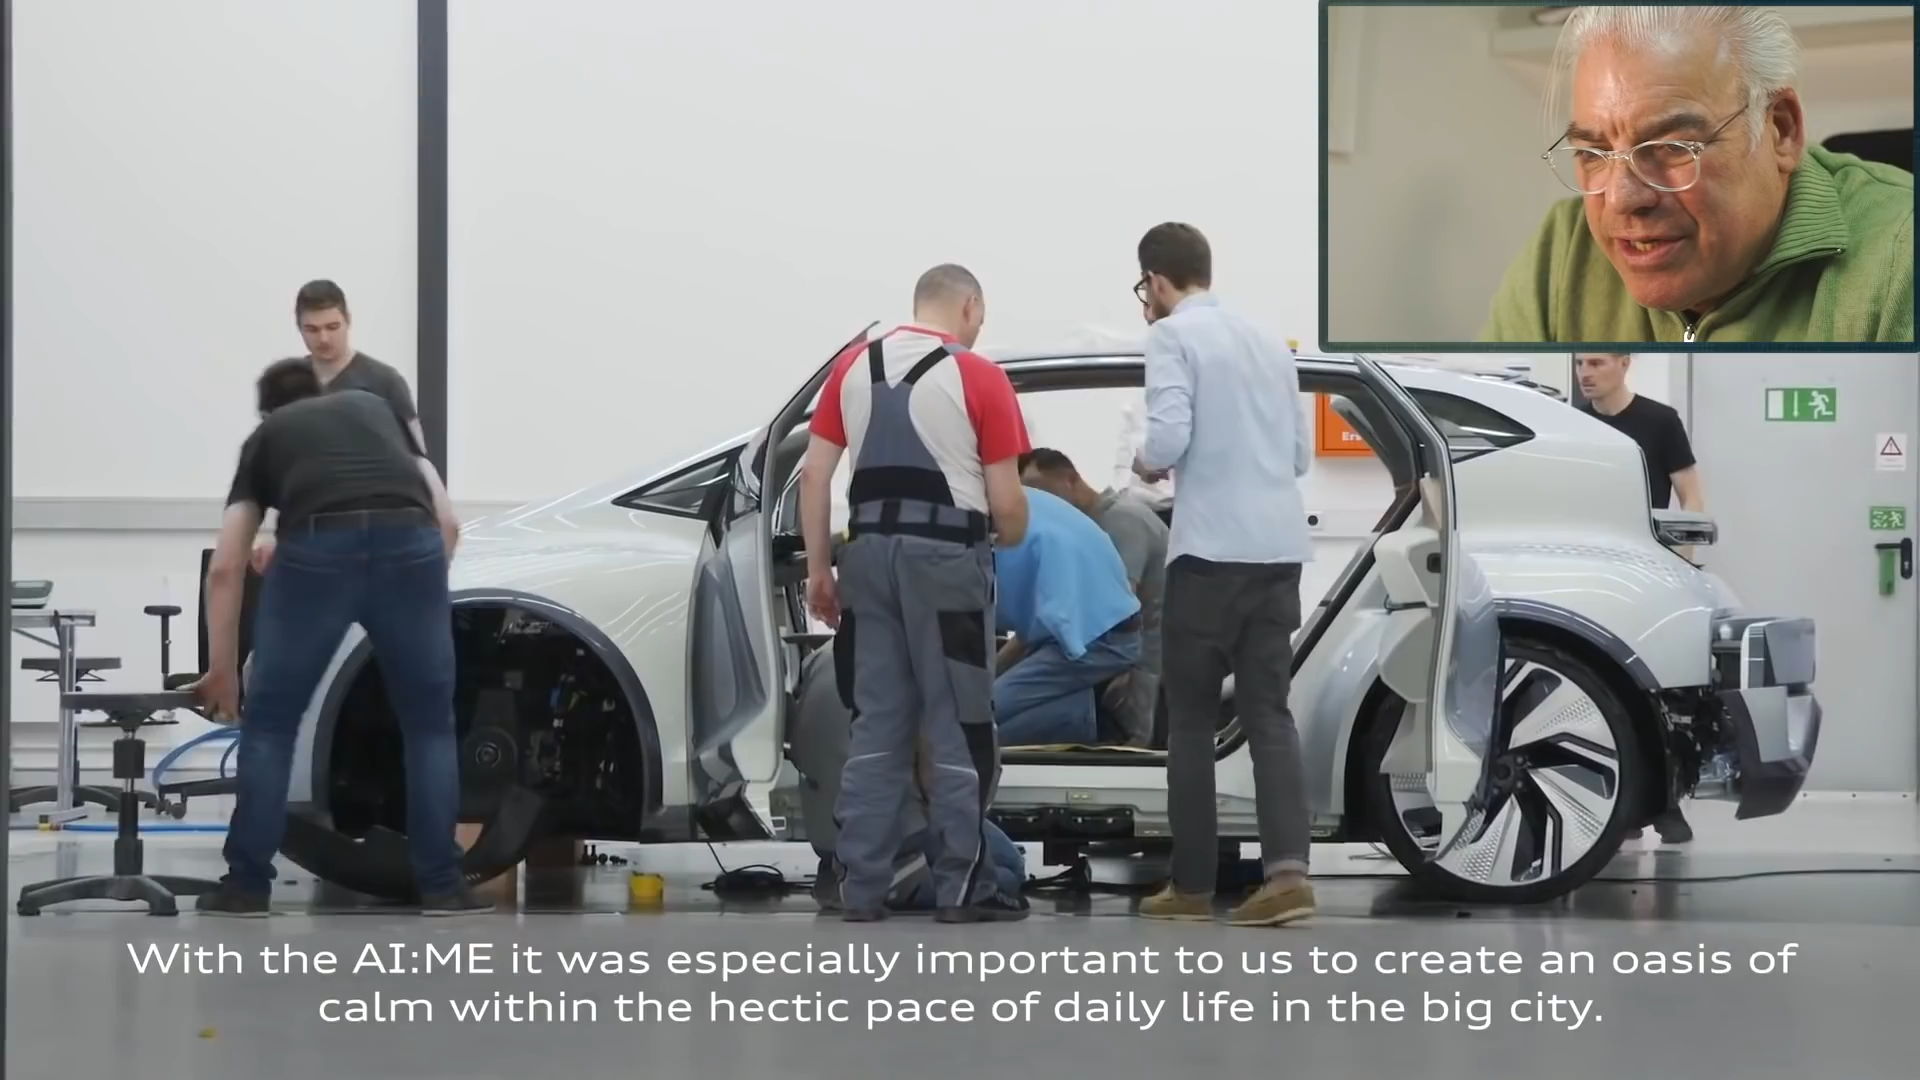 With the AI:ME it was especially important to us to create an oasis of
calm within the hectic pace of daily life in the big city.